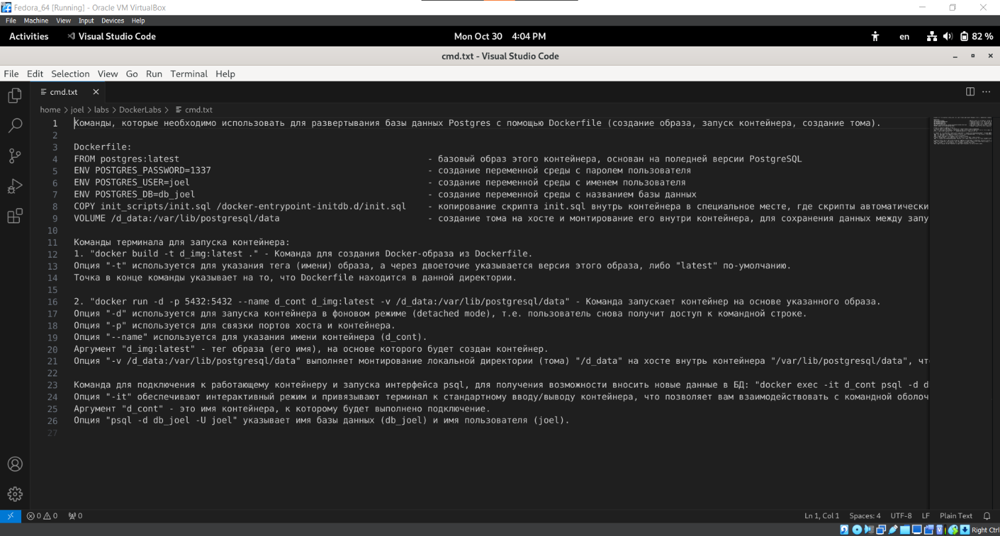 Fedora_64 [Running] - Oracle VM VirtualBox
File Machine View Input Devices Help
Activities Visual Studio Code Mon Oct 30 4:04 PM en 82 %
cmd.txt - Visual Studio Code
File Edit Selection View Go Run Terminal Help
cmd.txt
home > joel > labs > DockerLabs > cmd.txt
1 Команды, которые необходимо использовать для развертывания базы данных Postgres с помощью Dockerfile (создание образа, запуск контейнера, создание тома).
2
3 Dockerfile:
4 FROM postgres:latest - базовый образ этого контейнера, основан на поледней версии PostgreSQL
5 ENV POSTGRES_PASSWORD=1337 - создание переменной среды с паролем пользователя
6 ENV POSTGRES_USER=joel - создание переменной среды с именем пользователя
7 ENV POSTGRES_DB=db_joel - создание переменной среды с названием базы данных
8 COPY init_scripts/init.sql /docker-entrypoint-initdb.d/init.sql - копирование скрипта init.sql внутрь контейнера в специальное месте, где скрипты автоматически
9 VOLUME /d_data:/var/lib/postgresql/data - создание тома на хосте и монтирование его внутри контейнера, для сохранения данных между запу
10
11 Команды терминала для запуска контейнера:
12 1. "docker build -t d_img:latest ." - Команда для создания Docker-образа из Dockerfile.
13 Опция "-t" используется для указания тега (имени) образа, а через двоеточие указывается версия этого образа, либо "latest" по-умолчанию.
14 Точка в конце команды указывает на то, что Dockerfile находится в данной директории.
15
16 2. "docker run -d -p 5432:5432 --name d_cont d_img:latest -v /d_data:/var/lib/postgresql/data" - Команда запускает контейнер на основе указанного образа.
17 Опция "-d" используется для запуска контейнера в фоновом режиме (detached mode), т.е. пользователь снова получит доступ к командной строке.
18 Опция "-p" используется для связки портов хоста и контейнера.
19 Опция "--name" используется для указания имени контейнера (d_cont).
20 Аргумент "d_img:latest" - тег образа (его имя), на основе которого будет создан контейнер.
21 Опция "-v /d_data:/var/lib/postgresql/data" выполняет монтирование локальной директории (тома) "/d_data" на хосте внутрь контейнера "/var/lib/postgresql/data", чт
22
23 Команда для подключения к работающему контейнеру и запуска интерфейса psql, для получения возможности вносить новые данные в БД: "docker exec -it d_cont psql -d d
24 Опция "-it" обеспечивают интерактивный режим и привязывают терминал к стандартному вводу/выводу контейнера, что позволяет вам взаимодействовать с командной оболоч
25 Аргумент "d_cont" - это имя контейнера, к которому будет выполнено подключение.
26 Опция "psql -d db_joel -U joel" указывает имя базы данных (db_joel) и имя пользователя (joel).
27
0 0 0 Ln 1, Col 1 Spaces: 4 UTF-8 LF Plain Text
Right Ctrl